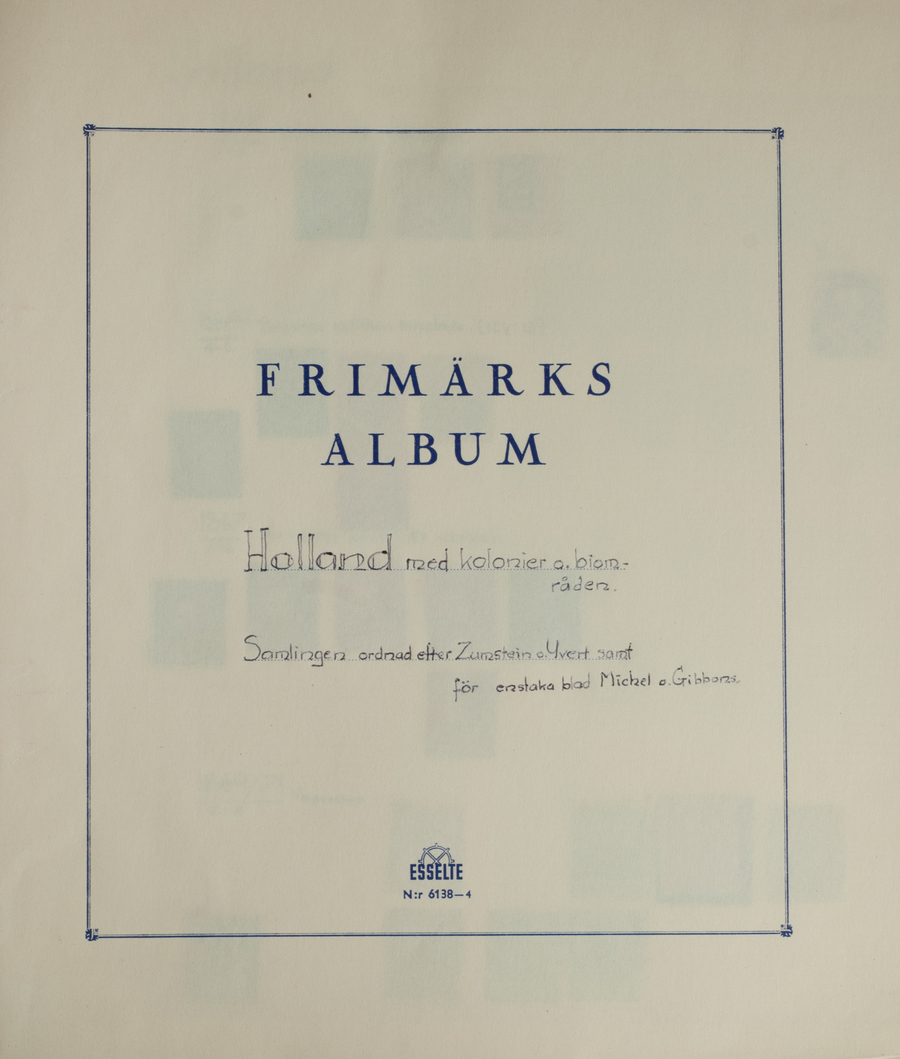 FRIMÄRKS
ALBUM
Holland med kolonier o. biom-
råden.
Samlingen ordnad efter Zumstein o. Yvert samt
för enstaka blad Michel o. Gibbons.
ESSELTE
N:r 6138–4